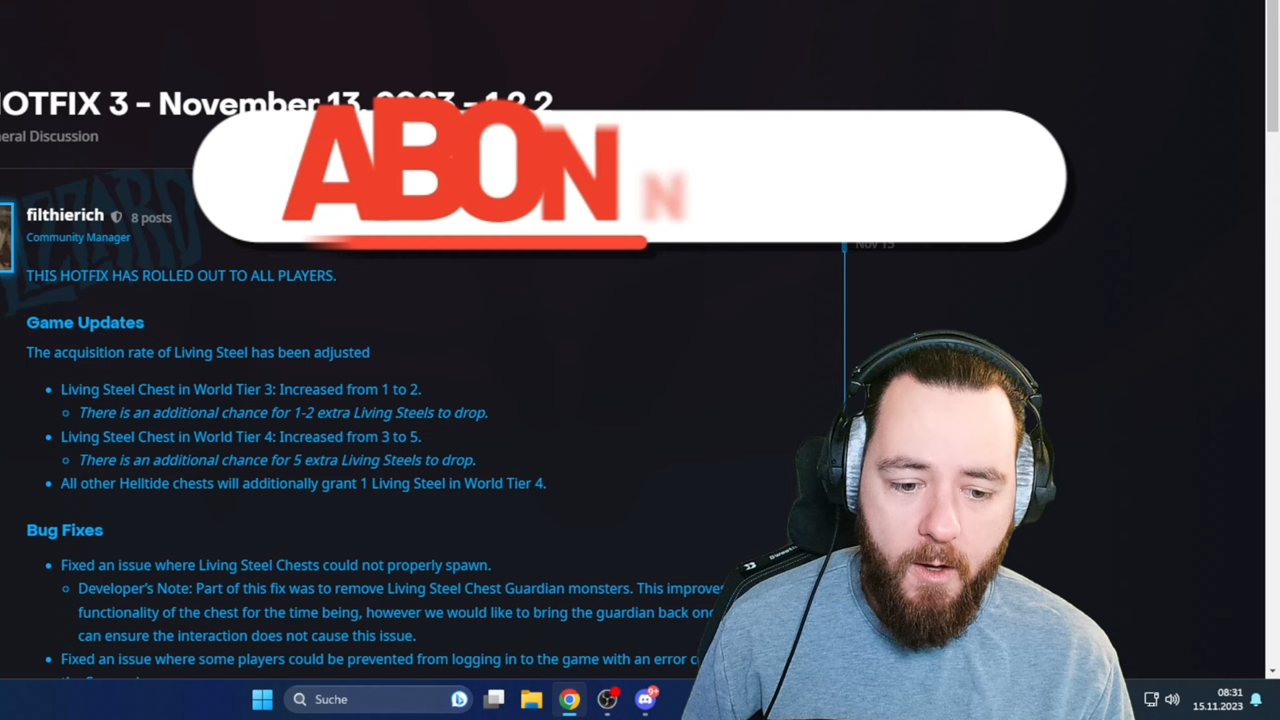 OTFIX 3 - November 13, 2023 - 1.2.2
eral Discussion
ABON N
filthierich 8 posts
Nov 15
Community Manager
THIS HOTFIX HAS ROLLED OUT TO ALL PLAYERS.
Game Updates
The acquisition rate of Living Steel has been adjusted
Living Steel Chest in World Tier 3: Increased from 1 to 2.
There is an additional chance for 1-2 extra Living Steels to drop.
Living Steel Chest in World Tier 4: Increased from 3 to 5.
There is an additional chance for 5 extra Living Steels to drop.
All other Helltide chests will additionally grant 1 Living Steel in World Tier 4.
Bug Fixes
Fixed an issue where Living Steel Chests could not properly spawn.
Developer's Note: Part of this fix was to remove Living Steel Chest Guardian monsters. This improve
functionality of the chest for the time being, however we would like to bring the guardian back onc
can ensure the interaction does not cause this issue.
Fixed an issue where some players could be prevented from logging in to the game with an error c
Suche
08:31
15.11.2023